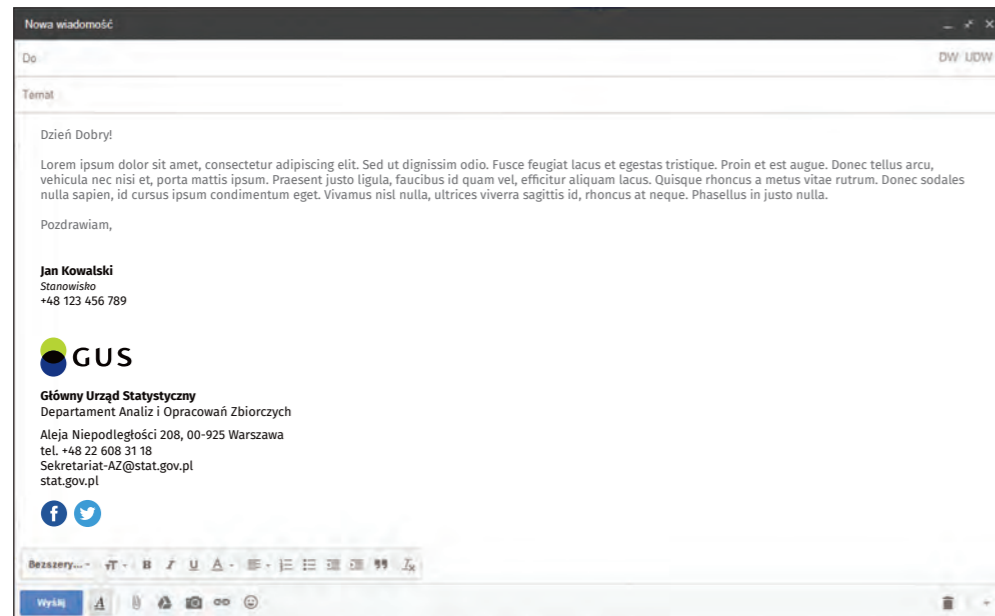 Nowa wiadomość
Do
DW UDW
Temat
Dzień Dobry!
Lorem ipsum dolor sit amet, consectetur adipiscing elit. Sed ut dignissim odio. Fusce feugiat lacus et egestas tristique. Proin et est augue. Donec tellus arcu,
vehicula nec nisi et, porta mattis ipsum. Praesent justo ligula, faucibus id quam vel, efficitur aliquam lacus. Quisque rhoncus a metus vitae rutrum. Donec sodales
nulla sapien, id cursus ipsum condimentum eget. Vivamus nisl nulla, ultrices viverra sagittis id, rhoncus at neque. Phasellus in justo nulla.
Pozdrawiam,
Jan Kowalski
Stanowisko
+48 123 456 789
GUS
Główny Urząd Statystyczny
Departament Analiz i Opracowań Zbiorczych
Aleja Niepodległości 208, 00-925 Warszawa
tel. +48 22 608 31 18
Sekretariat-AZ@stat.gov.pl
stat.gov.pl
Bezszery...
Wyślij